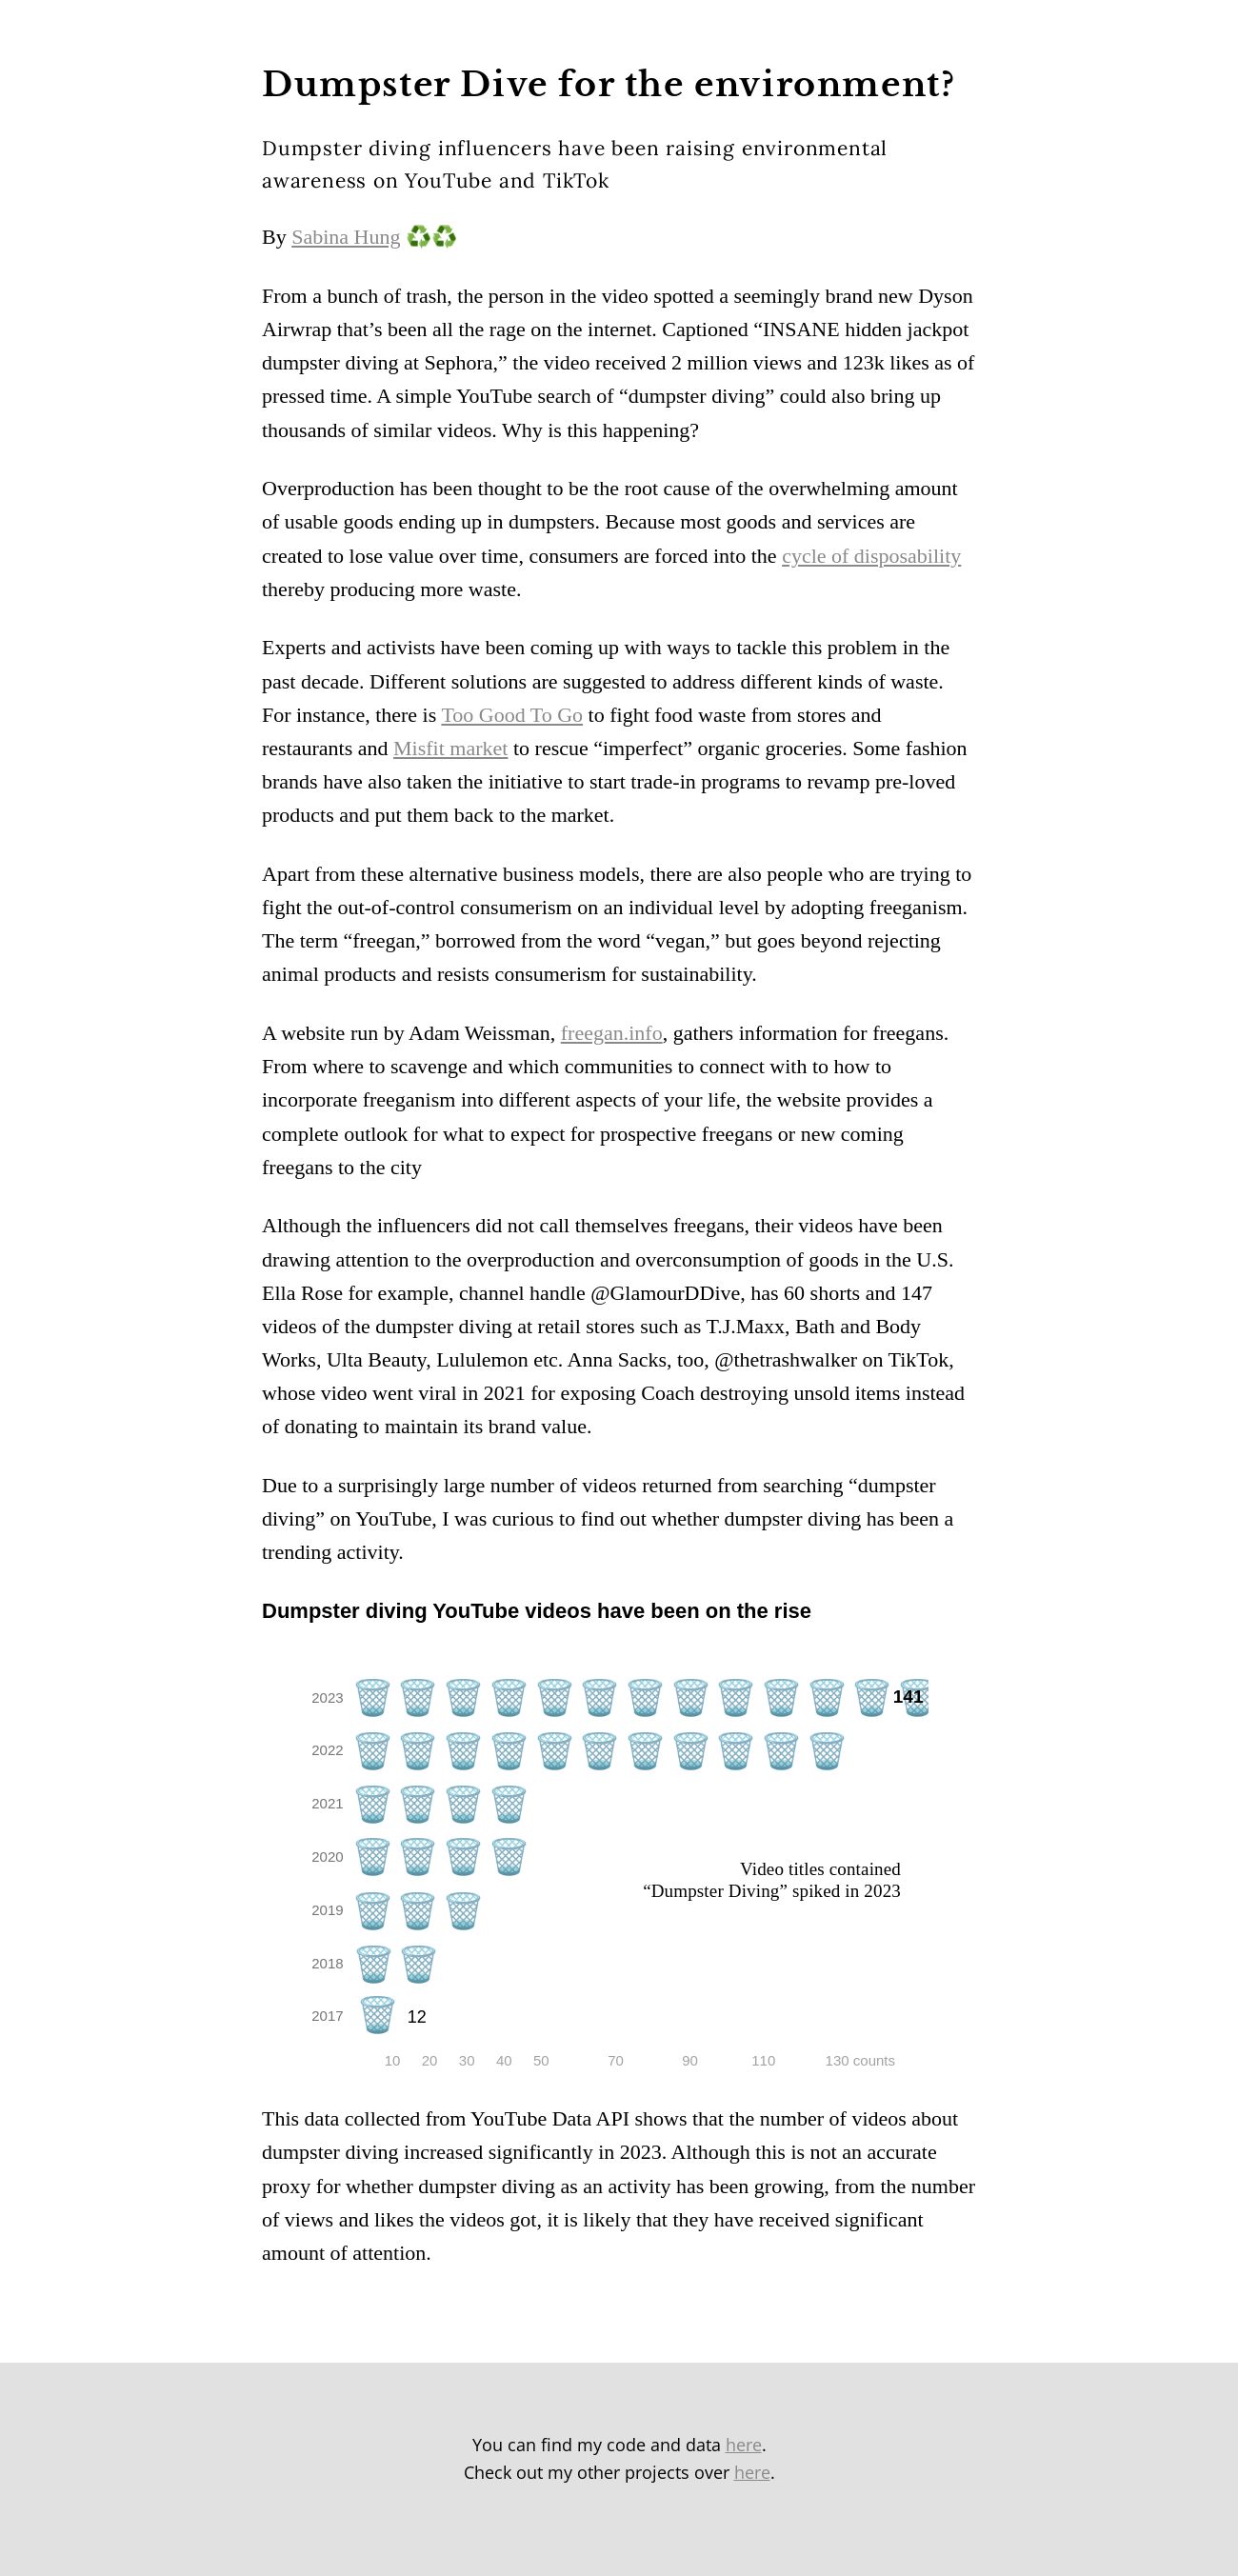 Dumpster Dive for the environment?
Dumpster diving influencers have been raising environmental
awareness on YouTube and TikTok
By Sabina Hung ♻️♻️
From a bunch of trash, the person in the video spotted a seemingly brand new Dyson
Airwrap that’s been all the rage on the internet. Captioned “INSANE hidden jackpot
dumpster diving at Sephora,” the video received 2 million views and 123k likes as of
pressed time. A simple YouTube search of “dumpster diving” could also bring up
thousands of similar videos. Why is this happening?
Overproduction has been thought to be the root cause of the overwhelming amount
of usable goods ending up in dumpsters. Because most goods and services are
created to lose value over time, consumers are forced into the cycle of disposability
thereby producing more waste.
Experts and activists have been coming up with ways to tackle this problem in the
past decade. Different solutions are suggested to address different kinds of waste.
For instance, there is Too Good To Go to fight food waste from stores and
restaurants and Misfit market to rescue “imperfect” organic groceries. Some fashion
brands have also taken the initiative to start trade-in programs to revamp pre-loved
products and put them back to the market.
Apart from these alternative business models, there are also people who are trying to
fight the out-of-control consumerism on an individual level by adopting freeganism.
The term “freegan,” borrowed from the word “vegan,” but goes beyond rejecting
animal products and resists consumerism for sustainability.
A website run by Adam Weissman, freegan.info, gathers information for freegans.
From where to scavenge and which communities to connect with to how to
incorporate freeganism into different aspects of your life, the website provides a
complete outlook for what to expect for prospective freegans or new coming
freegans to the city
Although the influencers did not call themselves freegans, their videos have been
drawing attention to the overproduction and overconsumption of goods in the U.S.
Ella Rose for example, channel handle @GlamourDDive, has 60 shorts and 147
videos of the dumpster diving at retail stores such as T.J.Maxx, Bath and Body
Works, Ulta Beauty, Lululemon etc. Anna Sacks, too, @thetrashwalker on TikTok,
whose video went viral in 2021 for exposing Coach destroying unsold items instead
of donating to maintain its brand value.
Due to a surprisingly large number of videos returned from searching “dumpster
diving” on YouTube, I was curious to find out whether dumpster diving has been a
trending activity.
Dumpster diving YouTube videos have been on the rise
2023 141
2022
2021
2020
Video titles contained
“Dumpster Diving” spiked in 2023
2019
2018
2017 12
10 20 30 40 50 70 90 110 130 counts
This data collected from YouTube Data API shows that the number of videos about
dumpster diving increased significantly in 2023. Although this is not an accurate
proxy for whether dumpster diving as an activity has been growing, from the number
of views and likes the videos got, it is likely that they have received significant
amount of attention.
You can find my code and data here.
Check out my other projects over here.